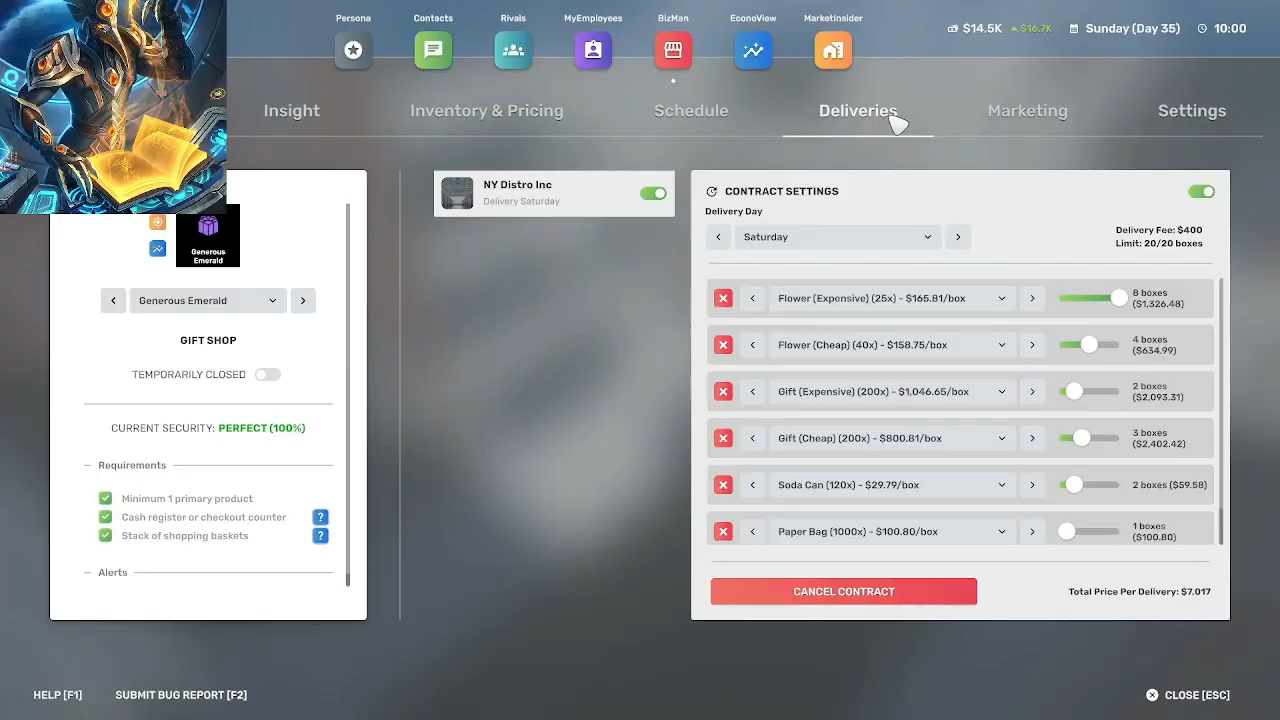 Persona
Contacts
Rivals
MyEmployees
BizMan
EconoView
MarketInsider
$14.5K
$16.7K
Sunday (Day 35)
10:00
Insight
Inventory & Pricing
Schedule
Deliveries
Marketing
Settings
Generous
Emerald
Generous Emerald
GIFT SHOP
TEMPORARILY CLOSED
CURRENT SECURITY: PERFECT (100%)
Requirements
Minimum 1 primary product
Cash register or checkout counter
?
Stack of shopping baskets
?
Alerts
NY Distro Inc
Delivery Saturday
CONTRACT SETTINGS
Delivery Day
Saturday
Delivery Fee: $400
Limit: 20/20 boxes
Flower (Expensive) (25x) - $165.81/box
8 boxes
($1,326.48)
Flower (Cheap) (40x) - $158.75/box
4 boxes
($634.99)
Gift (Expensive) (200x) - $1,046.65/box
2 boxes
($2,093.31)
Gift (Cheap) (200x) - $800.81/box
3 boxes
($2,402.42)
Soda Can (120x) - $29.79/box
2 boxes ($59.58)
Paper Bag (1000x) - $100.80/box
1 boxes
($100.80)
CANCEL CONTRACT
Total Price Per Delivery: $7,017
HELP [F1]
SUBMIT BUG REPORT [F2]
CLOSE [ESC]